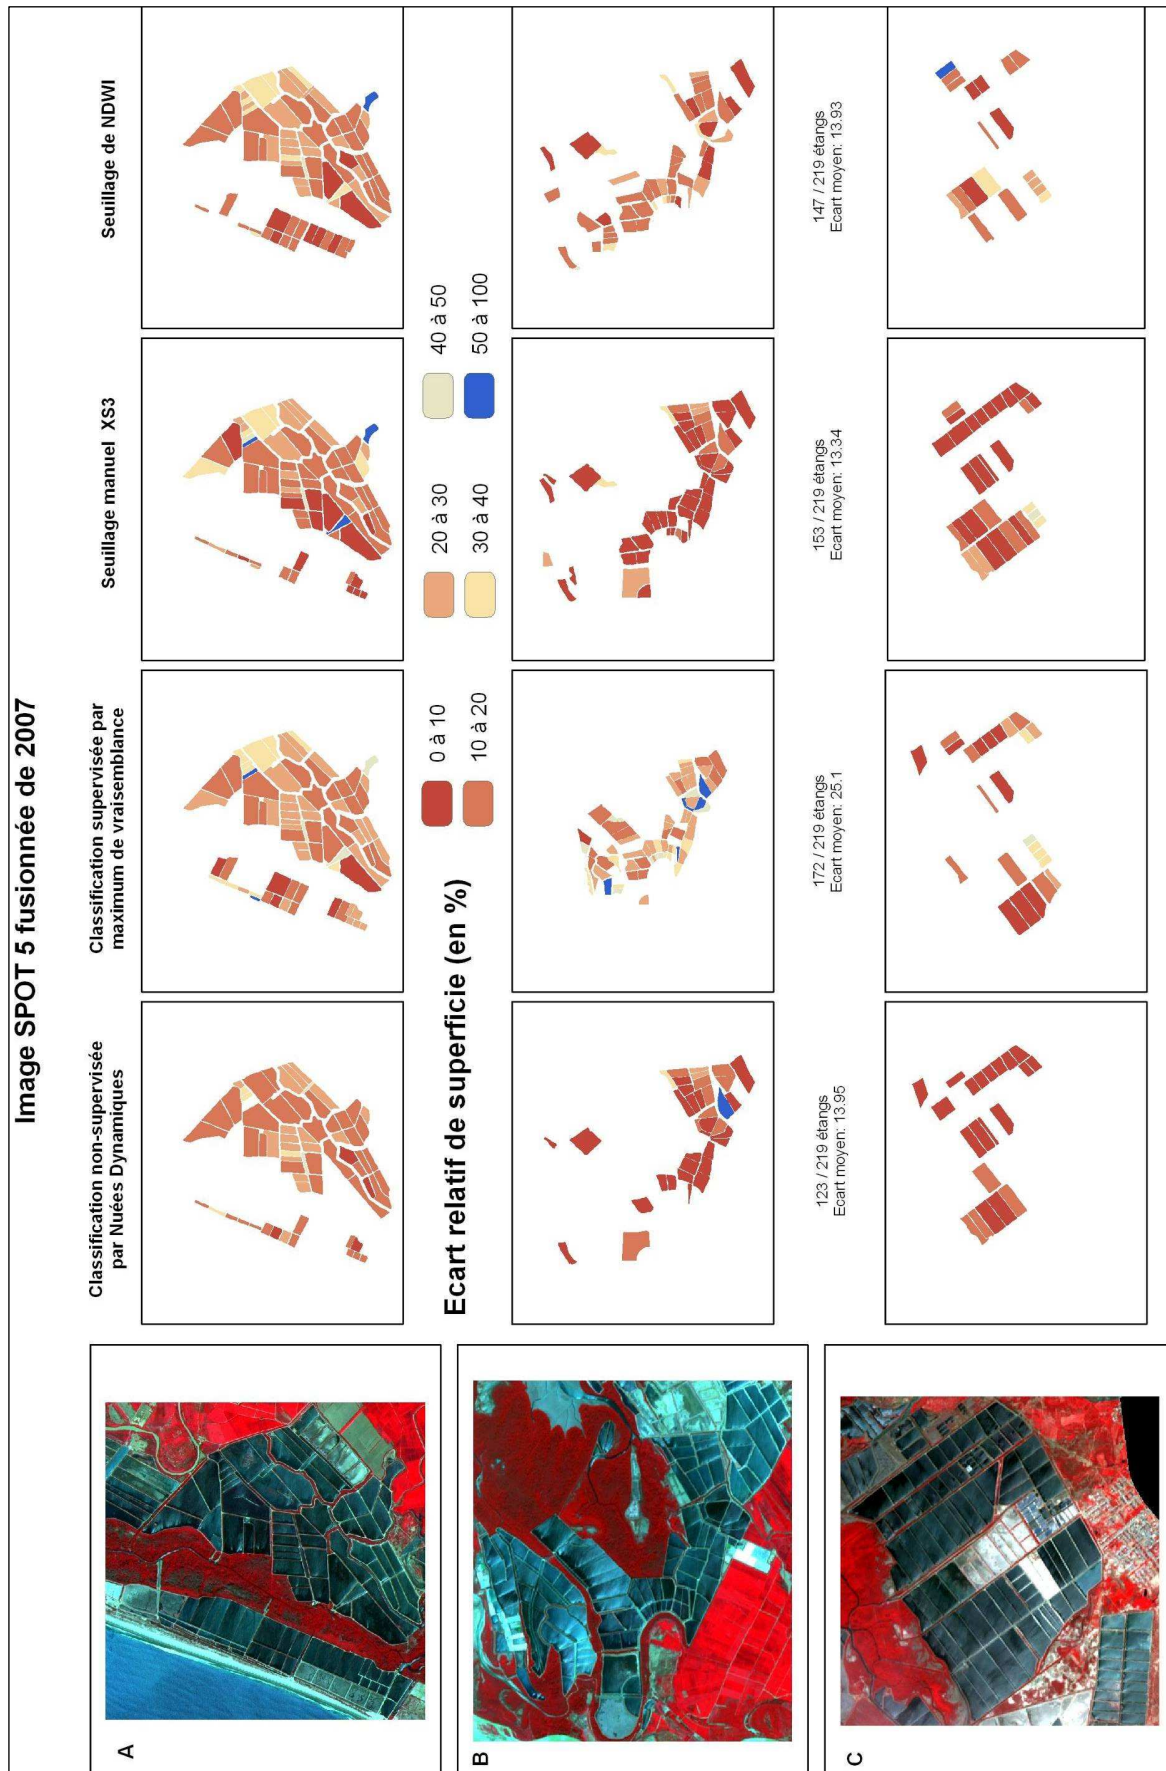 Image SPOT 5 fusionnée de 2007
Classification non-supervisée
par Nuées Dynamiques
Classification supervisée par
maximum de vraisemblance
Seuillage manuel XS3
Seuillage de NDWI
A
Ecart relatif de superficie (en %)
0 à 10
20 à 30
40 à 50
10 à 20
30 à 40
50 à 100
B
123 / 219 étangs
Ecart moyen: 13.95
172 / 219 étangs
Ecart moyen: 25.1
153 / 219 étangs
Ecart moyen: 13.34
147 / 219 étangs
Ecart moyen: 13.93
C